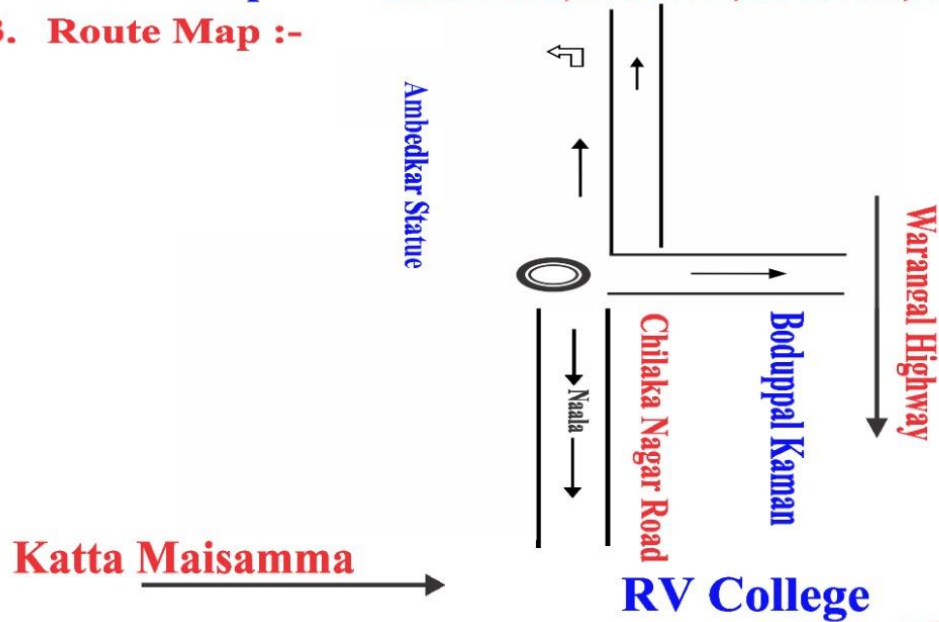 3. Route Map :-
Ambedkar Statue
Warangal Highway
Naala
Chilaka Nagar Road
Boduppal Kaman
Katta Maisamma
RV College